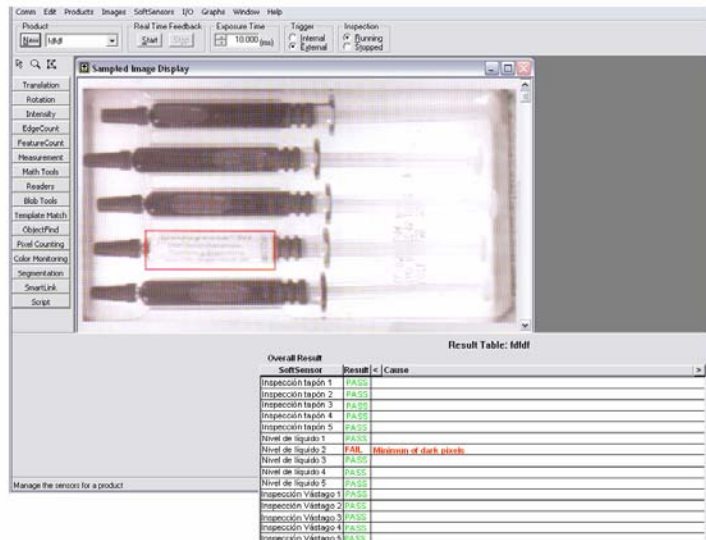 Comm Edit Products Images SoftSensors I/O Graphs Window Help
Product Real Time Feedback Exposure Time Trigger Inspection
New fdfdf Start Stop 10.000 (ms) Internal External Running Stopped
Sampled Image Display
Translation
Rotation
Intensity
EdgeCount
FeatureCount
Measurement
Math Tools
Readers
Blob Tools
Template Match
ObjectFind
Pixel Counting
Color Monitoring
Segmentation
SmartLink
Script
Result Table: fdfdf
Overall Result
SoftSensor Result < Cause >
Inspección tapón 1 PASS
Inspección tapón 2 PASS
Inspección tapón 3 PASS
Inspección tapón 4 PASS
Inspección tapón 5 PASS
Nivel de líquido 1 PASS
Nivel de líquido 2 FAIL Minimun of dark pixels
Nivel de líquido 3 PASS
Nivel de líquido 4 PASS
Nivel de líquido 5 PASS
Inspección Vástago 1 PASS
Inspección Vástago 2 PASS
Inspección Vástago 3 PASS
Inspección Vástago 4 PASS
Inspección Vástago 5 PASS
Manage the sensors for a product